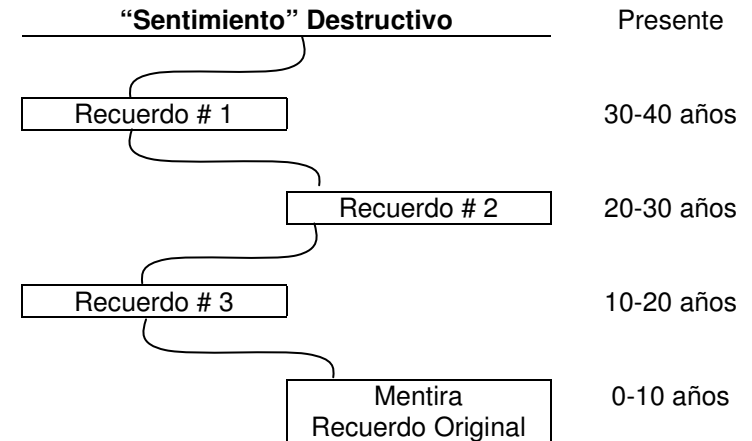 “Sentimiento” Destructivo Presente
Recuerdo # 1 30-40 años
Recuerdo # 2 20-30 años
Recuerdo # 3 10-20 años
Mentira 0-10 años
Recuerdo Original